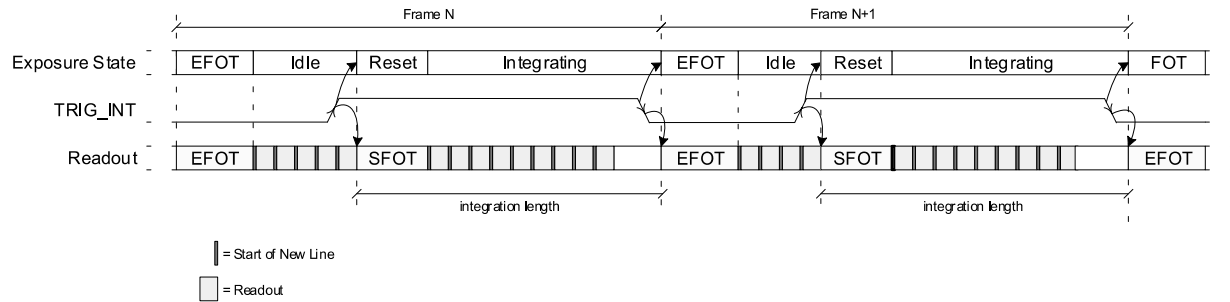 Frame N Frame N+1
Exposure State EFOT Idle Reset Integrating EFOT Idle Reset Integrating FOT
TRIG_INT
Readout EFOT SFOT EFOT SFOT EFOT
integration length integration length
= Start of New Line
= Readout